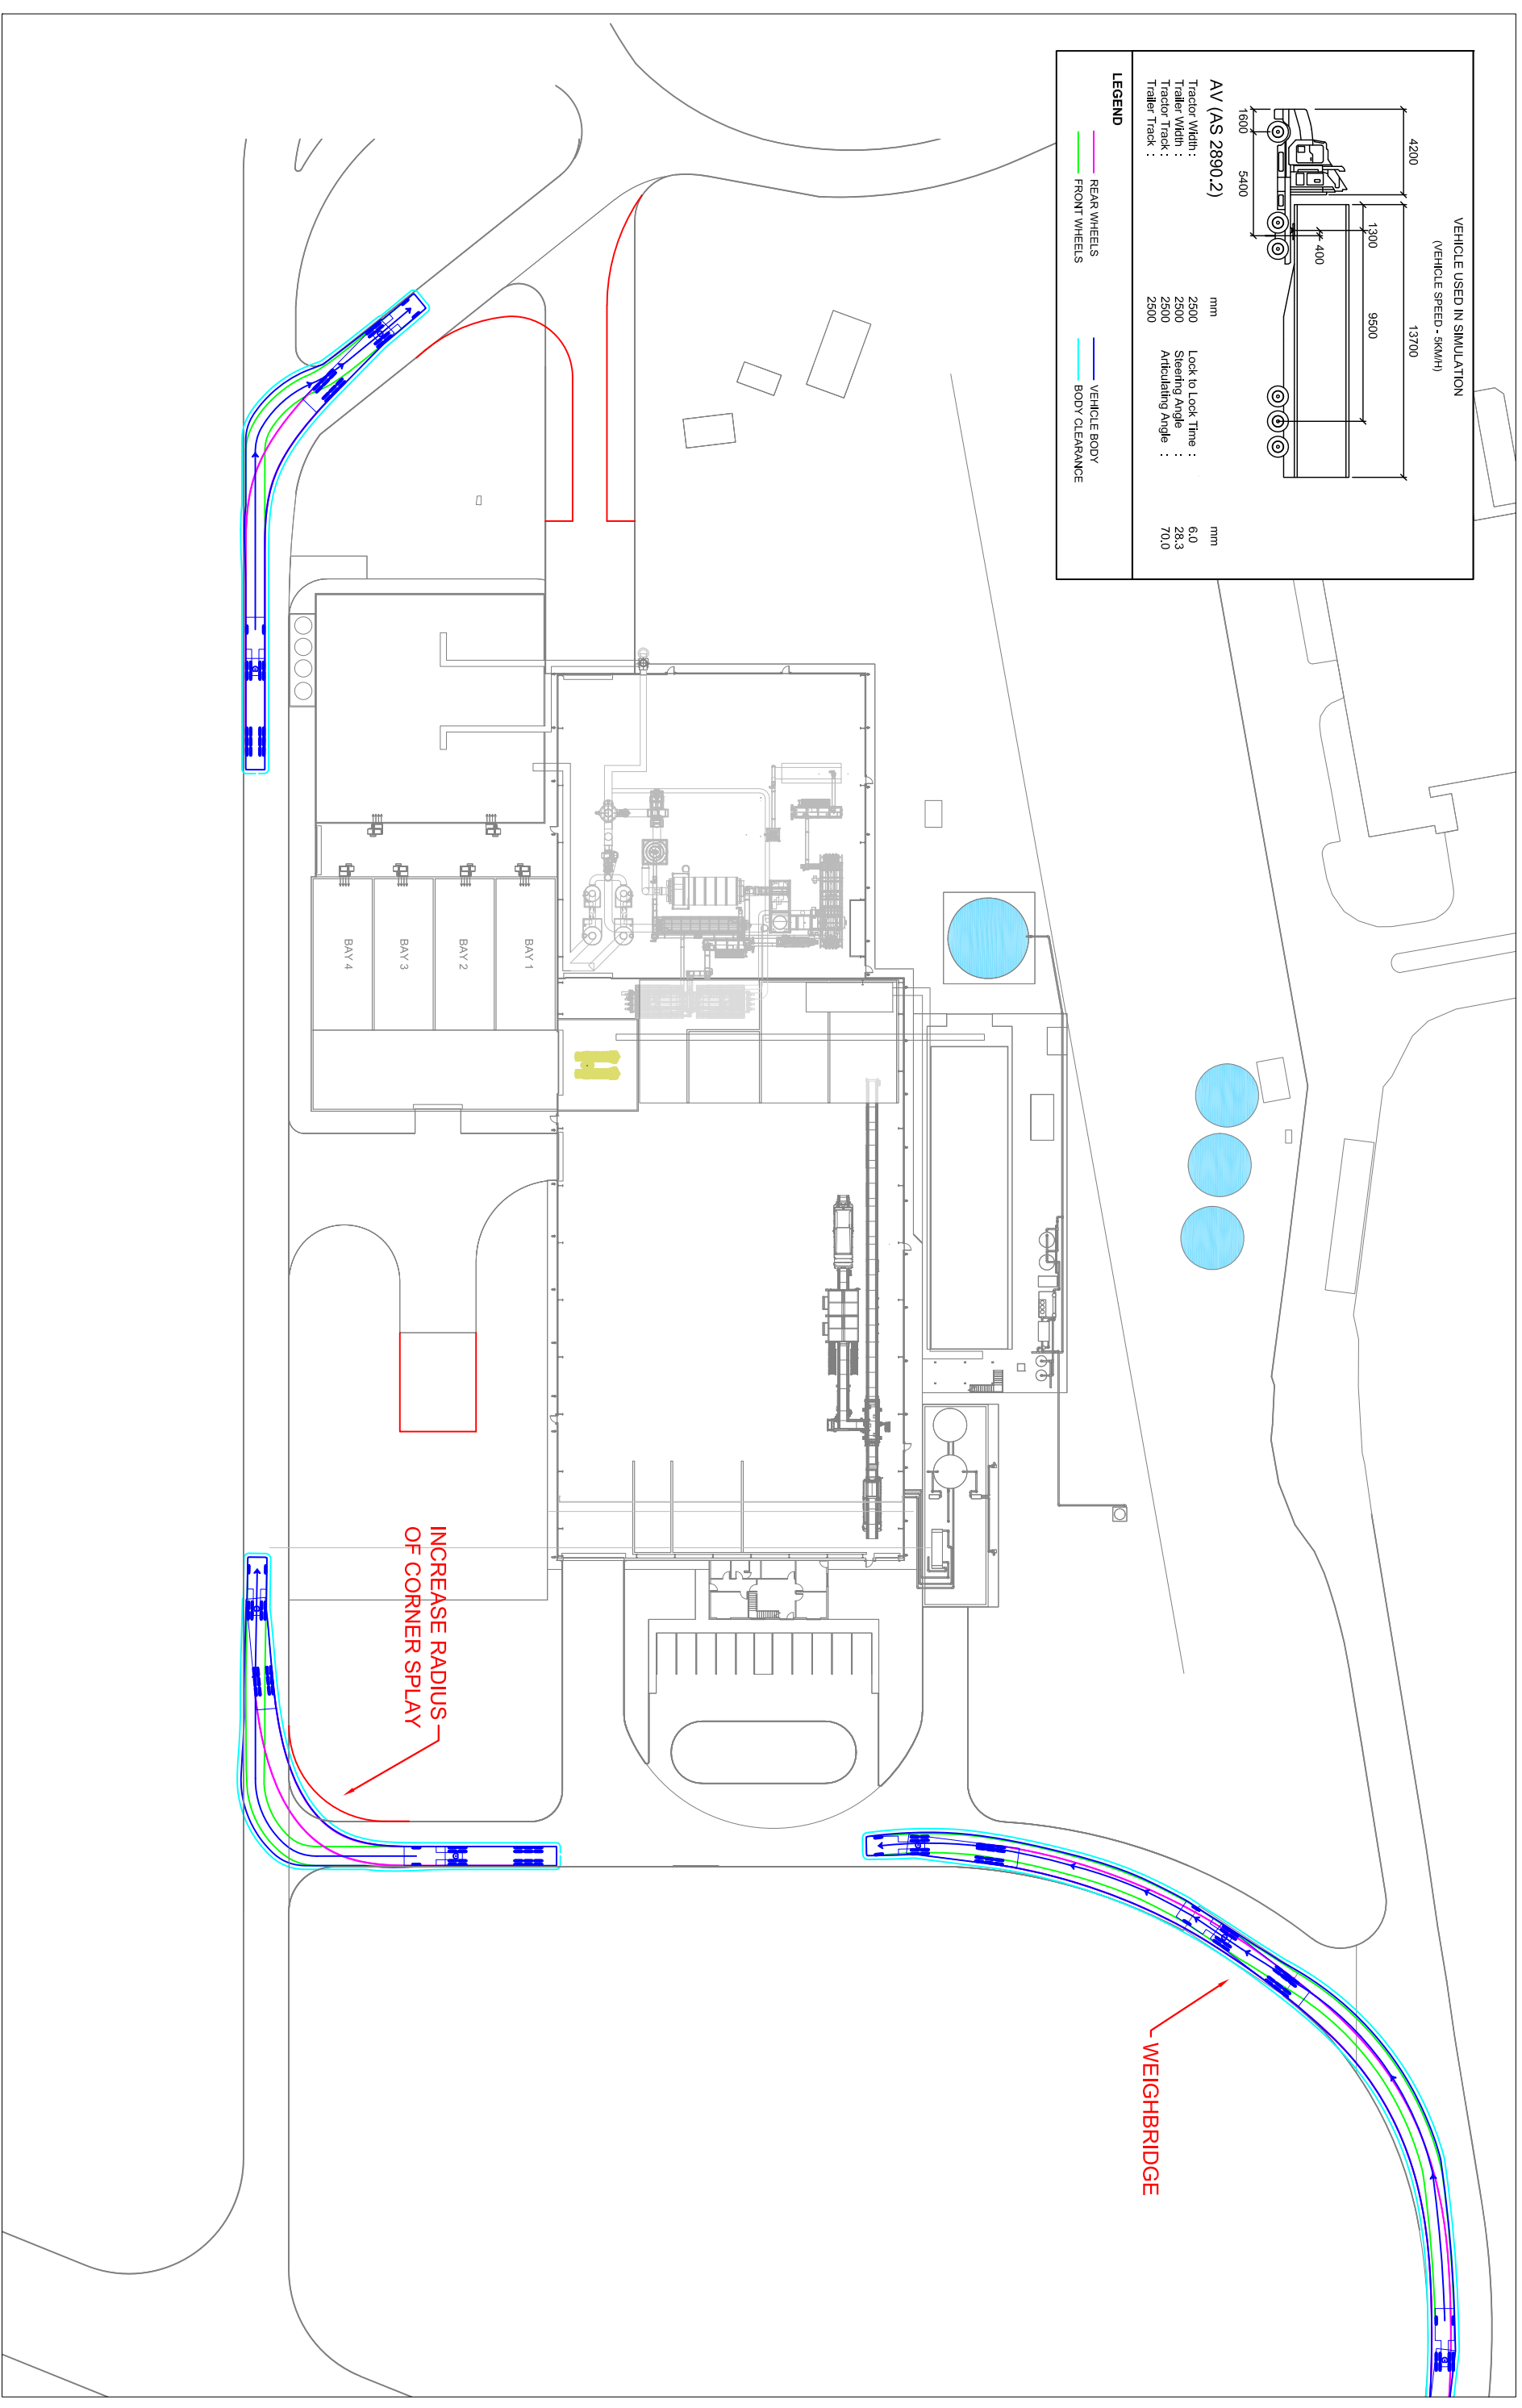 VEHICLE USED IN SIMULATION
(VEHICLE SPEED - 5KM/H)
13700
4200
1300
9500
400
1600
5400
AV (AS 2890.2)
mm
mm
Tractor Width : 2500 Lock to Lock Time : 6.0
Trailer Width : 2500 Steering Angle : 28.3
Tractor Track : 2500 Articulating Angle : 70.0
Trailer Track : 2500
LEGEND
REAR WHEELS
VEHICLE BODY
FRONT WHEELS
BODY CLEARANCE
WEIGHBRIDGE
BAY 1
BAY 2
BAY 3
BAY 4
INCREASE RADIUS
OF CORNER SPLAY